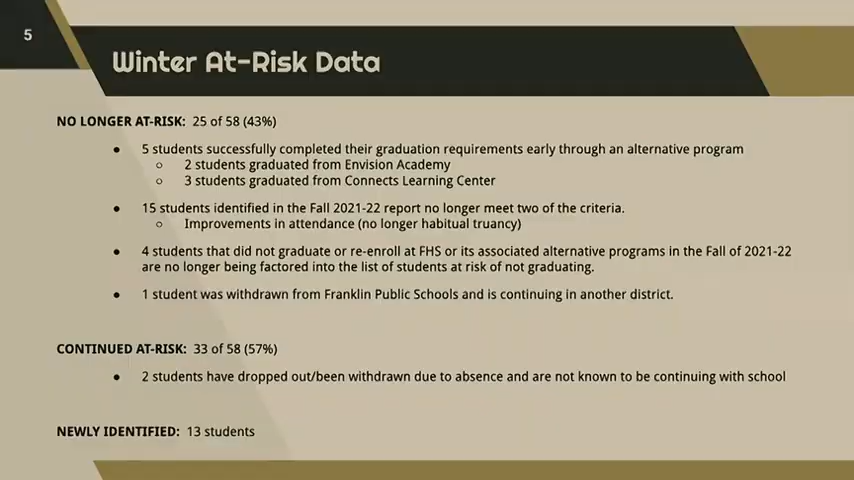 5
Winter At-Risk Data
NO LONGER AT-RISK: 25 of 58 (43%)
● 5 students successfully completed their graduation requirements early through an alternative program
○ 2 students graduated from Envision Academy
○ 3 students graduated from Connects Learning Center
● 15 students identified in the Fall 2021-22 report no longer meet two of the criteria.
○ Improvements in attendance (no longer habitual truancy)
● 4 students that did not graduate or re-enroll at FHS or its associated alternative programs in the Fall of 2021-22
are no longer being factored into the list of students at risk of not graduating.
● 1 student was withdrawn from Franklin Public Schools and is continuing in another district.
CONTINUED AT-RISK: 33 of 58 (57%)
● 2 students have dropped out/been withdrawn due to absence and are not known to be continuing with school
NEWLY IDENTIFIED: 13 students